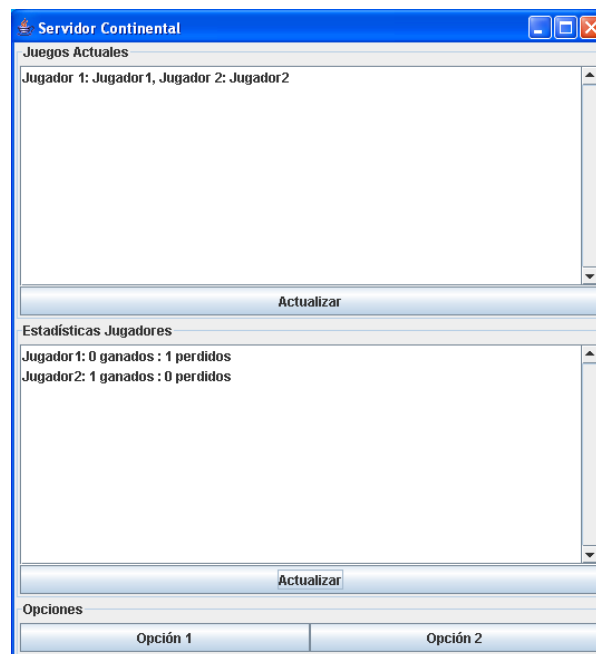 Servidor Continental
Juegos Actuales
Jugador 1: Jugador1, Jugador 2: Jugador2
Actualizar
Estadísticas Jugadores
Jugador1: 0 ganados : 1 perdidos
Jugador2: 1 ganados : 0 perdidos
Actualizar
Opciones
Opción 1 Opción 2